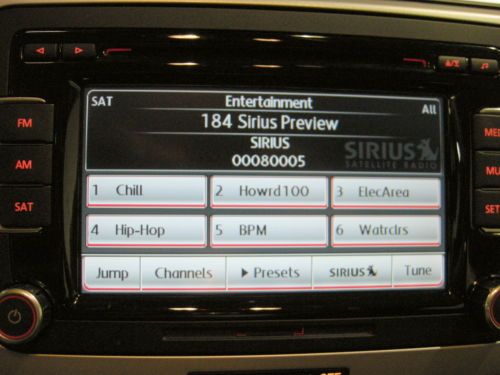 SAT Entertainment All
184 Sirius Preview
SIRIUS
00080005
SIRIUS
SATELLITE RADIO
FM
AM
SAT
1 Chill 2 Howrd100 3 ElecArea
4 Hip-Hop 5 BPM 6 Watrclrs
Jump Channels Presets SIRIUS Tune